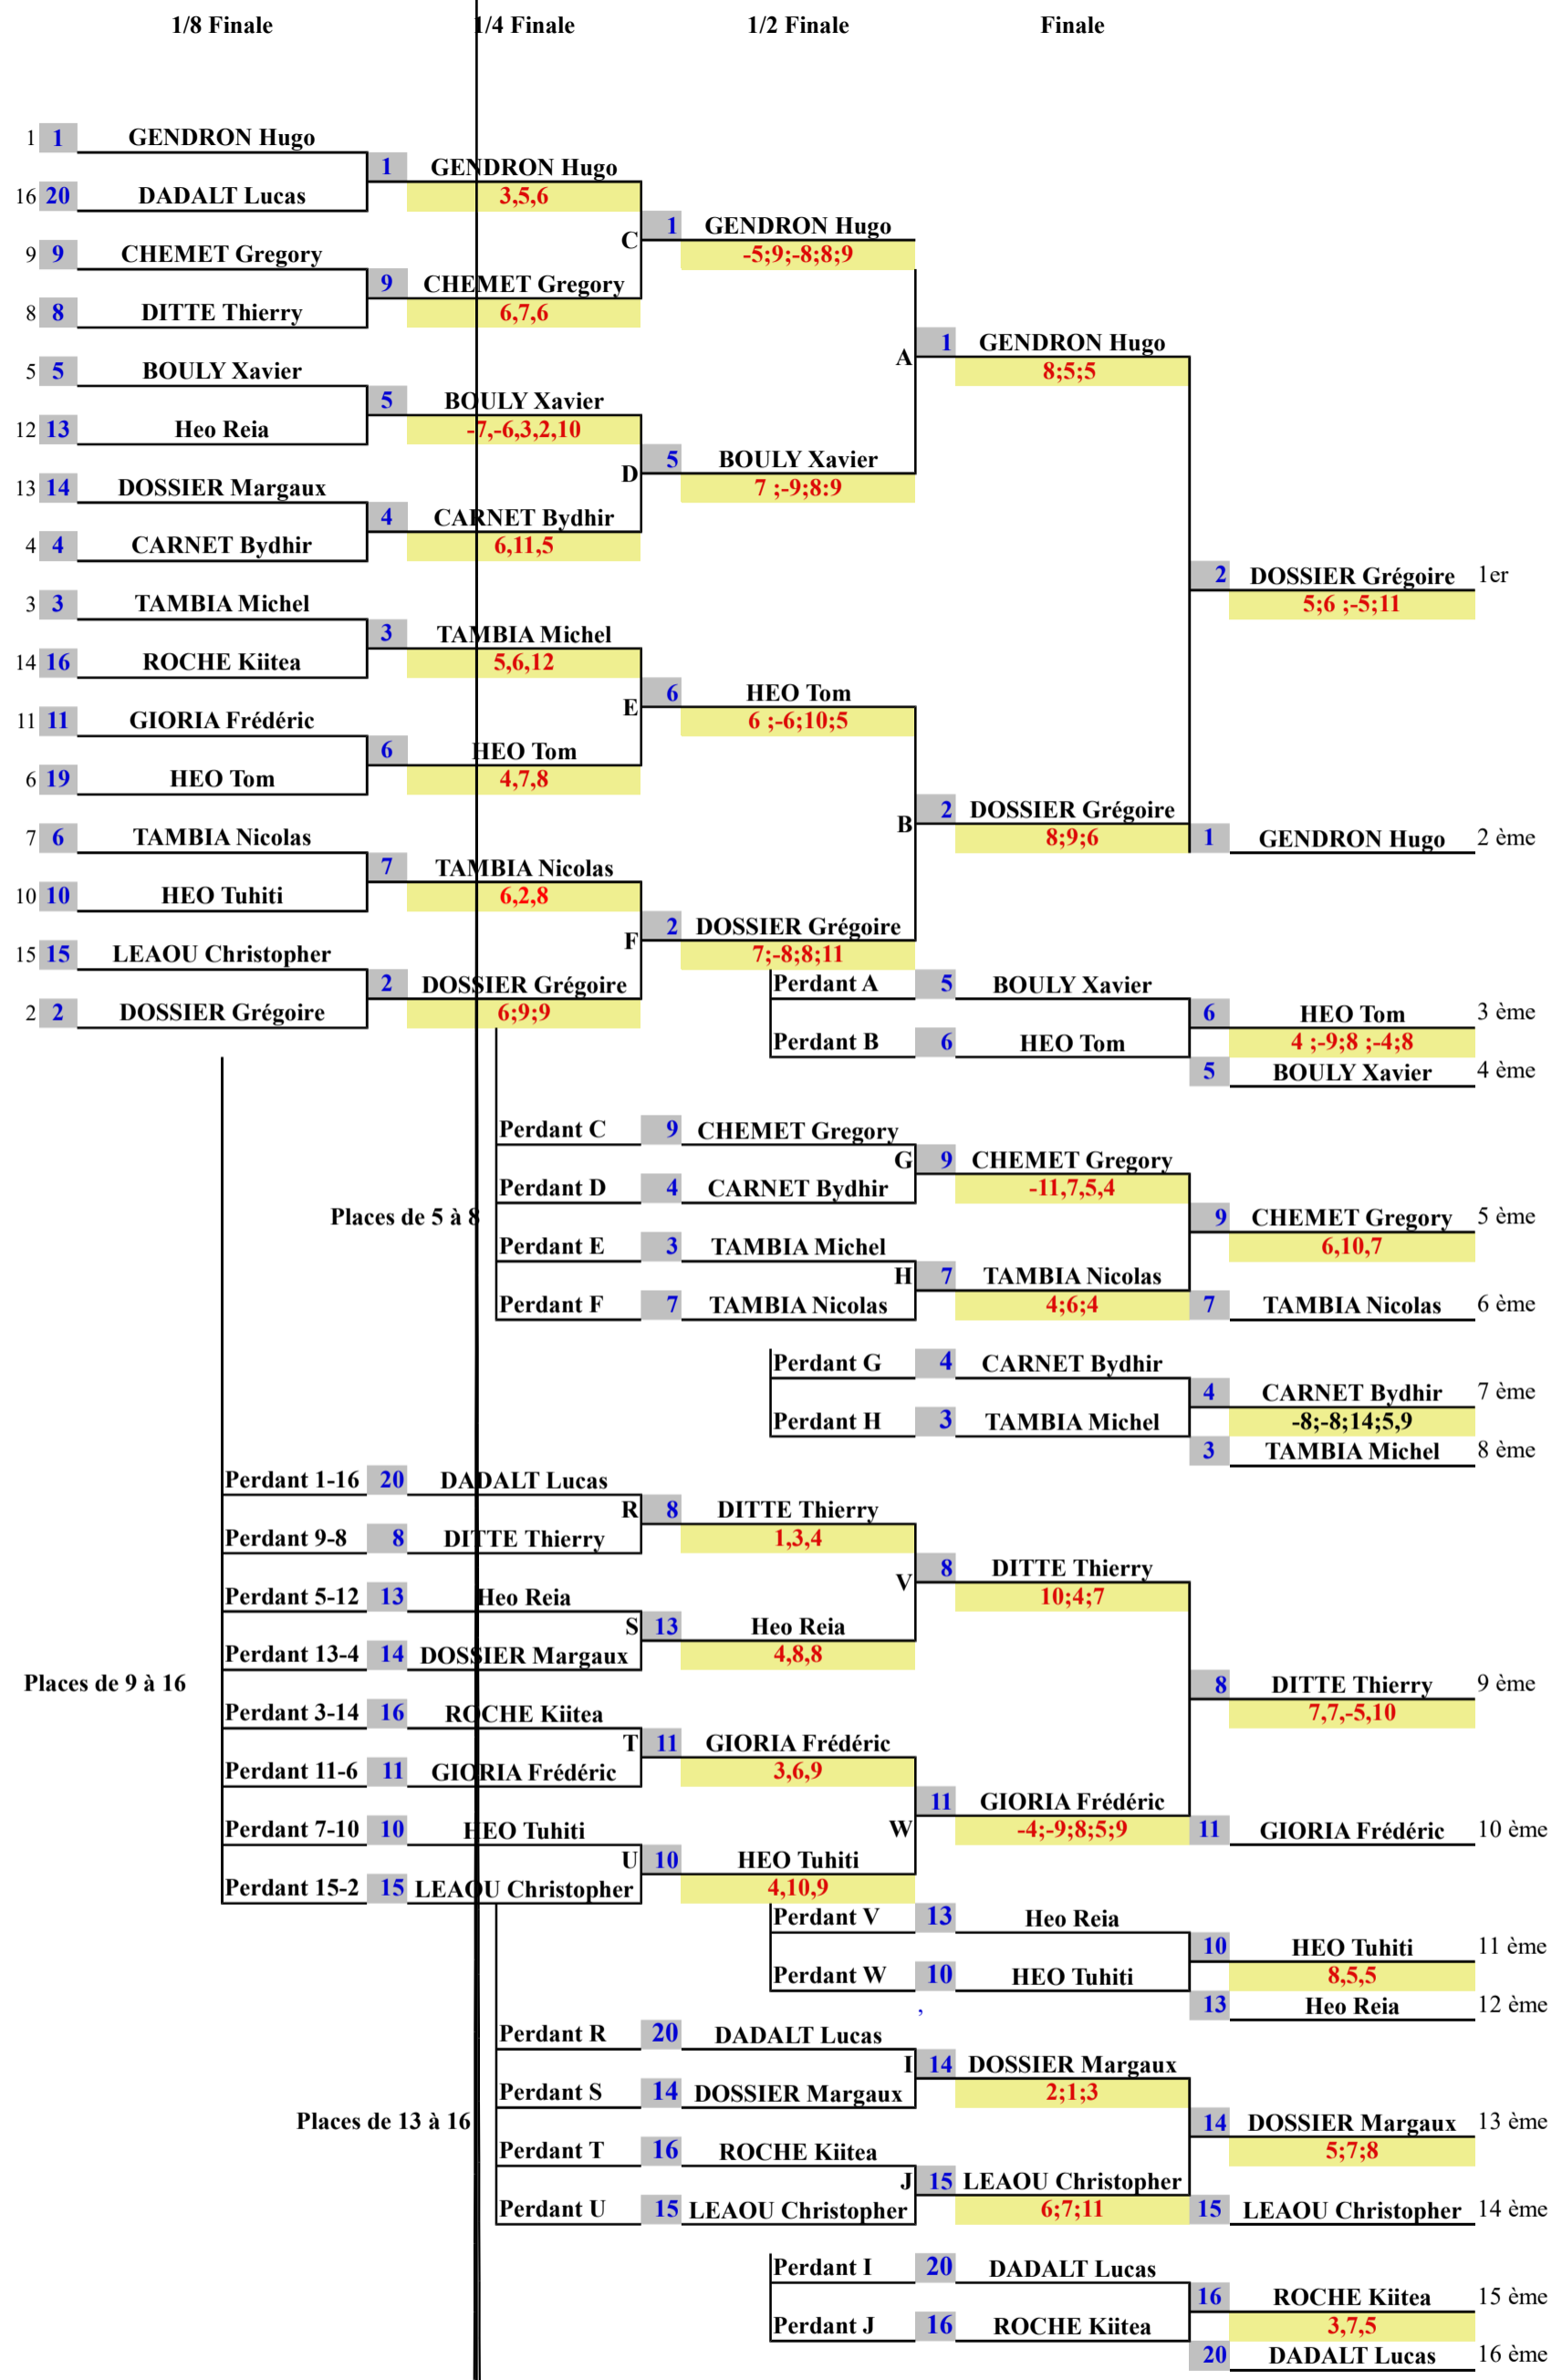 1/8 Finale 1/4 Finale 1/2 Finale Finale
1 1 GENDRON Hugo
1 GENDRON Hugo
16 20 DADALT Lucas 3,5,6
1 GENDRON Hugo
C
9 9 CHEMET Gregory -5;9;-8;8;9
9 CHEMET Gregory
8 8 DITTE Thierry 6,7,6
1 GENDRON Hugo
A
5 5 BOULY Xavier 8;5;5
5 BOULY Xavier
12 13 Heo Reia -7,-6,3,2,10
5 BOULY Xavier
D
13 14 DOSSIER Margaux 7 ;-9;8:9
4 CARNET Bydhir
4 4 CARNET Bydhir 6,11,5
2 DOSSIER Grégoire 1er
3 3 TAMBIA Michel 5;6 ;-5;11
3 TAMBIA Michel
14 16 ROCHE Kiitea 5,6,12
6 HEO Tom
E
11 11 GIORIA Frédéric 6 ;-6;10;5
6 HEO Tom
6 19 HEO Tom 4,7,8
2 DOSSIER Grégoire
B
7 6 TAMBIA Nicolas 8;9;6 1 GENDRON Hugo 2 ème
7 TAMBIA Nicolas
10 10 HEO Tuhiti 6,2,8
2 DOSSIER Grégoire
F
15 15 LEAOU Christopher 7;-8;8;11
2 DOSSIER Grégoire Perdant A 5 BOULY Xavier
2 2 DOSSIER Grégoire 6;9;9 6 HEO Tom 3 ème
Perdant B 6 HEO Tom 4 ;-9;8 ;-4;8
5 BOULY Xavier 4 ème
Perdant C 9 CHEMET Gregory
G 9 CHEMET Gregory
Perdant D 4 CARNET Bydhir -11,7,5,4
Places de 5 à 8 9 CHEMET Gregory 5 ème
Perdant E 3 TAMBIA Michel 6,10,7
H 7 TAMBIA Nicolas
Perdant F 7 TAMBIA Nicolas 4;6;4 7 TAMBIA Nicolas 6 ème
Perdant G 4 CARNET Bydhir
4 CARNET Bydhir 7 ème
Perdant H 3 TAMBIA Michel -8;-8;14;5,9
3 TAMBIA Michel 8 ème
Perdant 1-16 20 DADALT Lucas
R 8 DITTE Thierry
Perdant 9-8 8 DITTE Thierry 1,3,4
8 DITTE Thierry
V
Perdant 5-12 13 Heo Reia 10;4;7
S 13 Heo Reia
Perdant 13-4 14 DOSSIER Margaux 4,8,8
Places de 9 à 16 8 DITTE Thierry 9 ème
Perdant 3-14 16 ROCHE Kiitea 7,7,-5,10
T 11 GIORIA Frédéric
Perdant 11-6 11 GIORIA Frédéric 3,6,9
11 GIORIA Frédéric
W
Perdant 7-10 10 HEO Tuhiti -4;-9;8;5;9 11 GIORIA Frédéric 10 ème
U 10 HEO Tuhiti
Perdant 15-2 15 LEAOU Christopher 4,10,9
Perdant V 13 Heo Reia
10 HEO Tuhiti 11 ème
Perdant W 10 HEO Tuhiti 8,5,5
,
13 Heo Reia 12 ème
Perdant R 20 DADALT Lucas
I 14 DOSSIER Margaux
Perdant S 14 DOSSIER Margaux 2;1;3
Places de 13 à 16 14 DOSSIER Margaux 13 ème
Perdant T 16 ROCHE Kiitea 5;7;8
J 15 LEAOU Christopher
Perdant U 15 LEAOU Christopher 6;7;11 15 LEAOU Christopher 14 ème
Perdant I 20 DADALT Lucas
16 ROCHE Kiitea 15 ème
Perdant J 16 ROCHE Kiitea 3,7,5
20 DADALT Lucas 16 ème